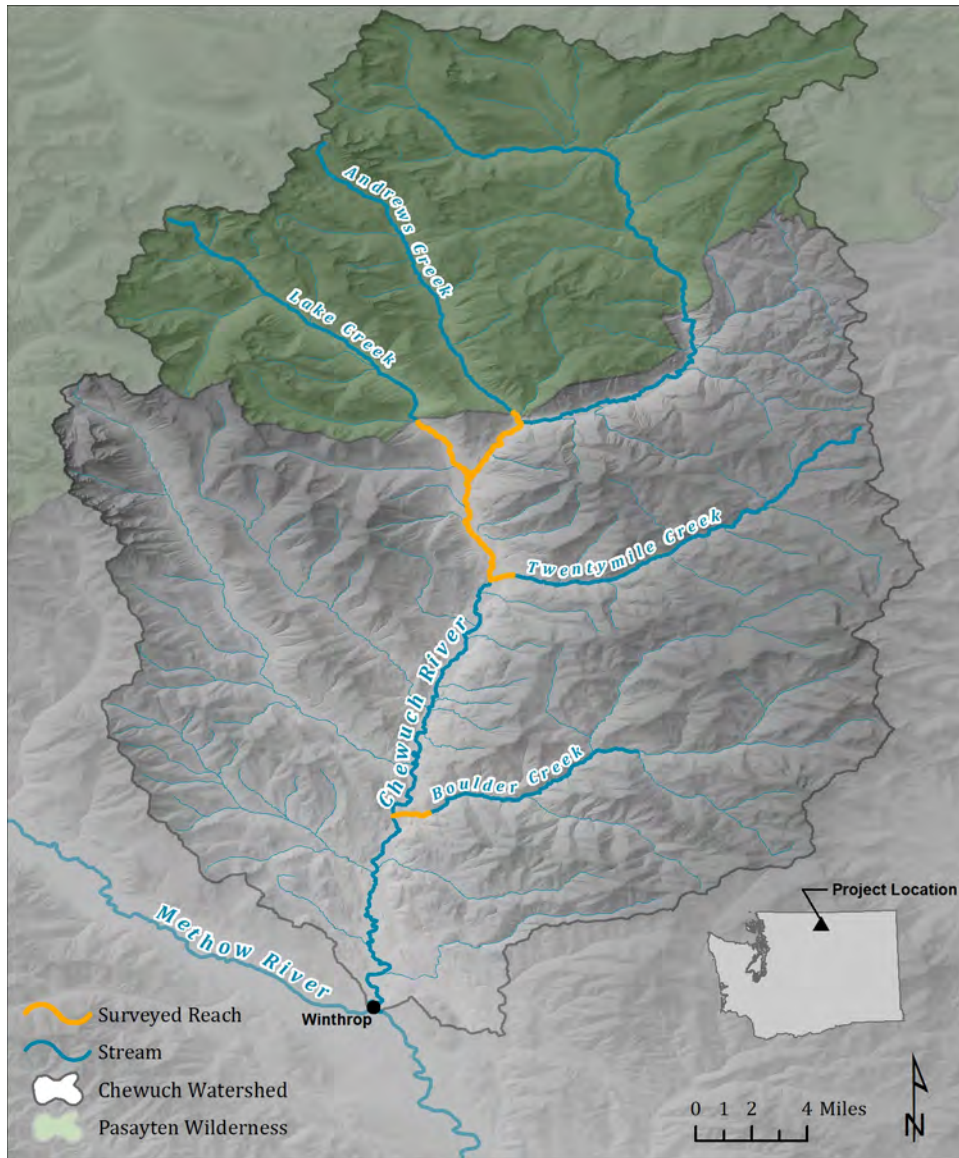 Andrews Creek
Lake Creek
Twentymile Creek
Chewuch River
Boulder Creek
Project Location
Methow River
Winthrop
Surveyed Reach
Stream
Chewuch Watershed
Pasayten Wilderness
0 1 2 4 Miles
N